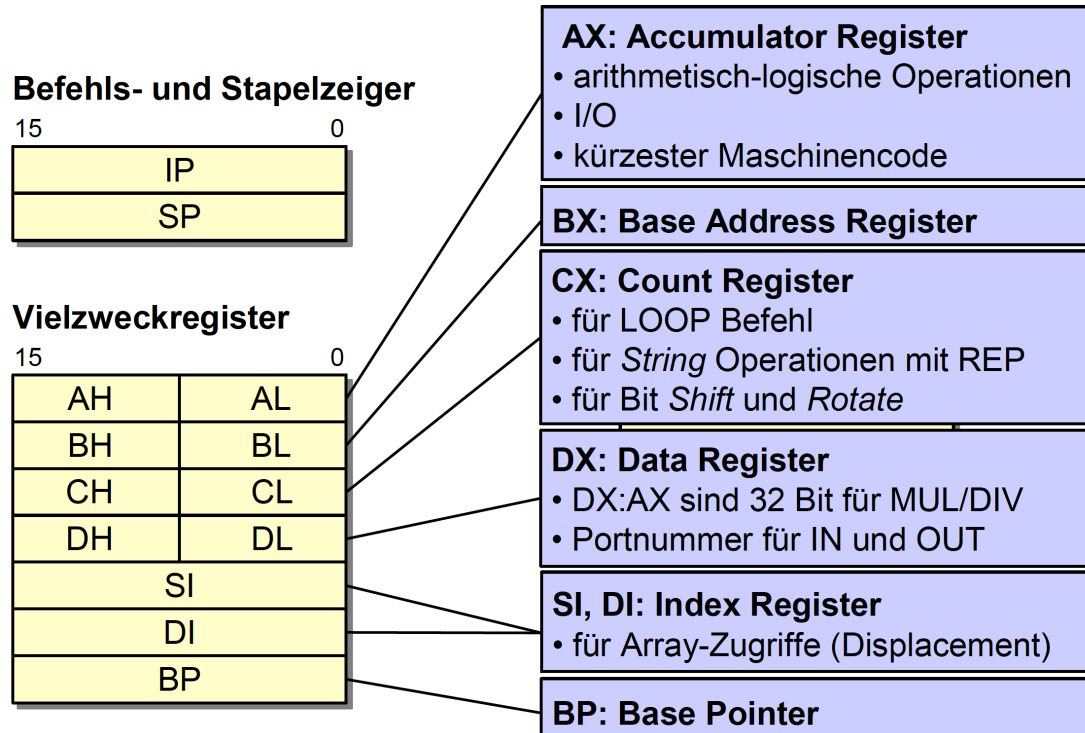 Befehls- und Stapelzeiger
15 0
IP
SP
Vielzweckregister
15 0
AH AL
BH BL
CH CL
DH DL
SI
DI
BP
AX: Accumulator Register
• arithmetisch-logische Operationen
• I/O
• kürzester Maschinencode
BX: Base Address Register
CX: Count Register
• für LOOP Befehl
• für String Operationen mit REP
• für Bit Shift und Rotate
DX: Data Register
• DX:AX sind 32 Bit für MUL/DIV
• Portnummer für IN und OUT
SI, DI: Index Register
• für Array-Zugriffe (Displacement)
BP: Base Pointer